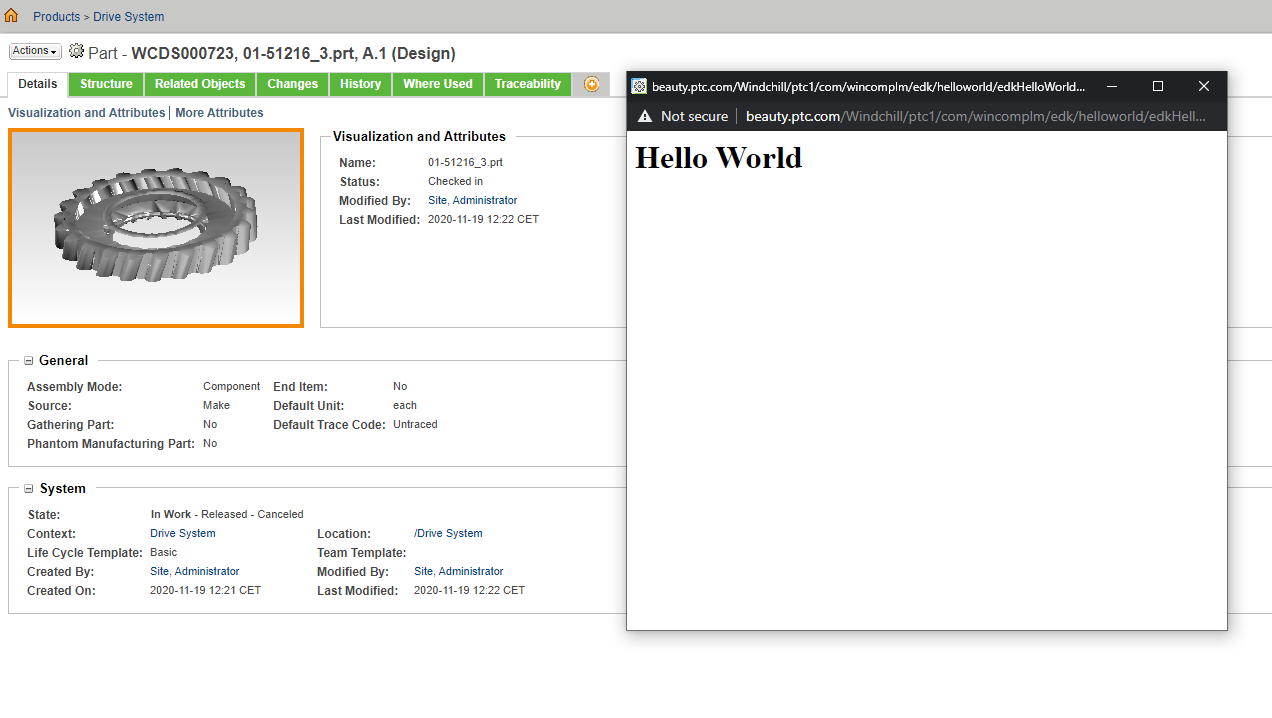 Products > Drive System
Actions Part - WCDS000723, 01-51216_3.prt, A.1 (Design)
Details Structure Related Objects Changes History Where Used Traceability
Visualization and Attributes | More Attributes
Visualization and Attributes
Name: 01-51216_3.prt
Status: Checked in
Modified By: Site, Administrator
Last Modified: 2020-11-19 12:22 CET
General
Assembly Mode: Component End Item: No
Source: Make Default Unit: each
Gathering Part: No Default Trace Code: Untraced
Phantom Manufacturing Part: No
System
State: In Work - Released - Canceled
Context: Drive System Location: /Drive System
Life Cycle Template: Basic Team Template:
Created By: Site, Administrator Modified By: Site, Administrator
Created On: 2020-11-19 12:21 CET Last Modified: 2020-11-19 12:22 CET
beauty.ptc.com/Windchill/ptc1/com/wincomplm/edk/helloworld/edkHelloWorld...
Not secure | beauty.ptc.com/Windchill/ptc1/com/wincomplm/edk/helloworld/edkHell...
Hello World